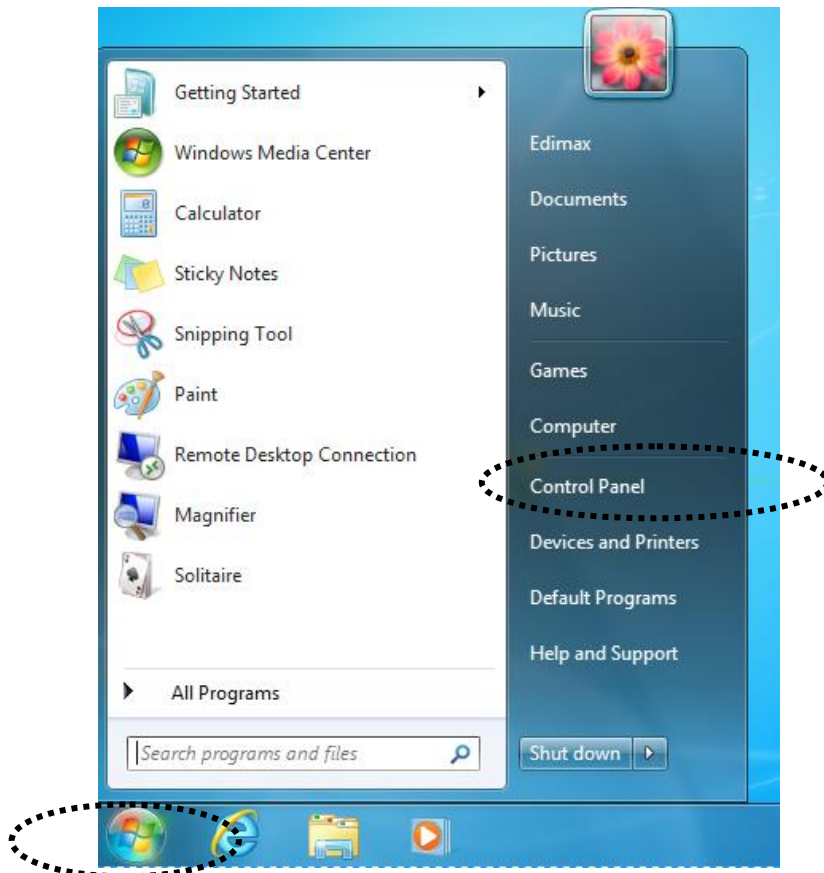 Getting Started
Windows Media Center
Calculator
Sticky Notes
Snipping Tool
Paint
Remote Desktop Connection
Magnifier
Solitaire
All Programs
Search programs and files
Edimax
Documents
Pictures
Music
Games
Computer
Control Panel
Devices and Printers
Default Programs
Help and Support
Shut down